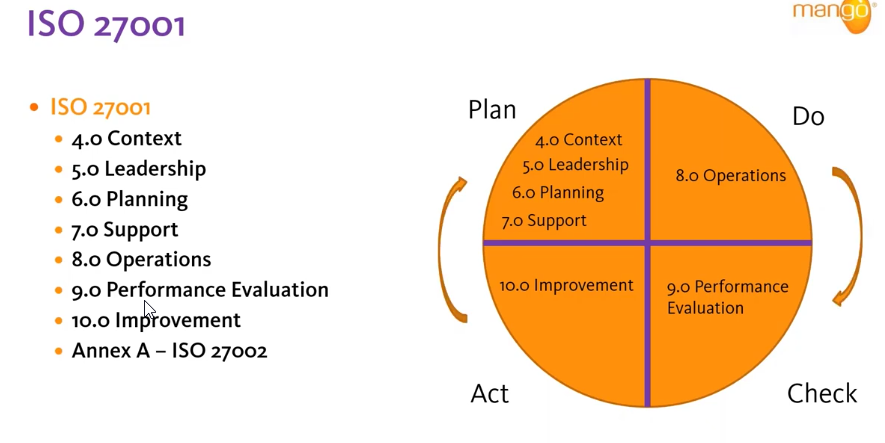 ISO 27001
mango
ISO 27001
4.0 Context
5.0 Leadership
6.0 Planning
7.0 Support
8.0 Operations
9.0 Performance Evaluation
10.0 Improvement
Annex A – ISO 27002
Plan
Do
4.0 Context
5.0 Leadership
6.0 Planning
7.0 Support
8.0 Operations
10.0 Improvement
9.0 Performance
Evaluation
Act
Check